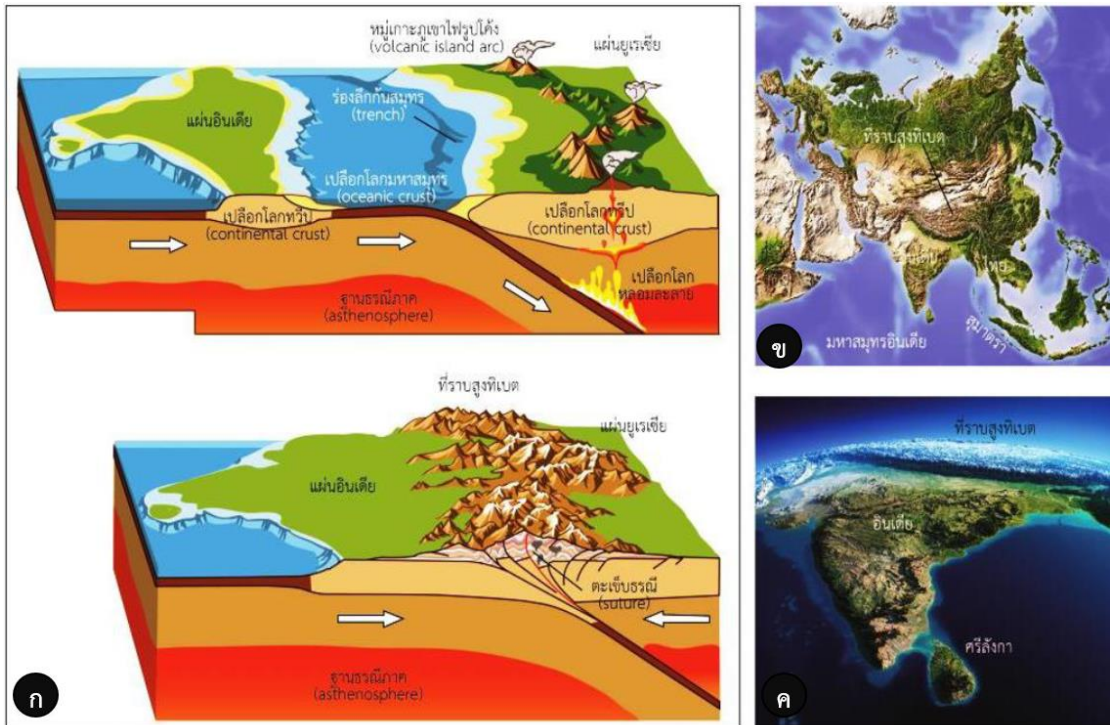 หมู่เกาะภูเขาไฟรูปโค้ง
(volcanic island arc)
แผ่นยูเรเซีย
ร่องลึกก้นสมุทร
(trench)
แผ่นอินเดีย
เปลือกโลกมหาสมุทร
(oceanic crust)
เปลือกโลกทวีป
(continental crust)
เปลือกโลกทวีป
(continental crust)
เปลือกโลก
หลอมละลาย
ฐานธรณีภาค
(asthenosphere)
ที่ราบสูงทิเบต
แผ่นยูเรเซีย
แผ่นอินเดีย
ตะเข็บธรณี
(suture)
ฐานธรณีภาค
(asthenosphere)
ก
ที่ราบสูงทิเบต
อินเดีย
ไทย
สุมาตรา
มหาสมุทรอินเดีย
ข
ที่ราบสูงทิเบต
อินเดีย
ศรีลังกา
ค